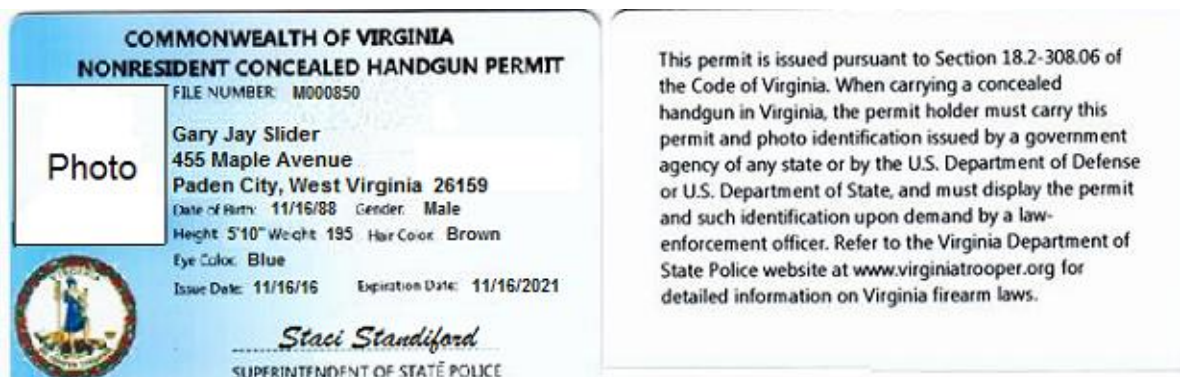 COMMONWEALTH OF VIRGINIA
NONRESIDENT CONCEALED HANDGUN PERMIT
FILE NUMBER: M000850
Photo
Gary Jay Slider
455 Maple Avenue
Paden City, West Virginia 26159
Date of Birth: 11/16/88 Gender: Male
Height 5'10" Weight 195 Hair Color: Brown
Eye Color: Blue
Issue Date: 11/16/16 Expiration Date: 11/16/2021
Staci Standiford
SUPERINTENDENT OF STATE POLICE
VIRGINIA
This permit is issued pursuant to Section 18.2-308.06 of
the Code of Virginia. When carrying a concealed
handgun in Virginia, the permit holder must carry this
permit and photo identification issued by a government
agency of any state or by the U.S. Department of Defense
or U.S. Department of State, and must display the permit
and such identification upon demand by a law-
enforcement officer. Refer to the Virginia Department of
State Police website at www.virginiatrooper.org for
detailed information on Virginia firearm laws.